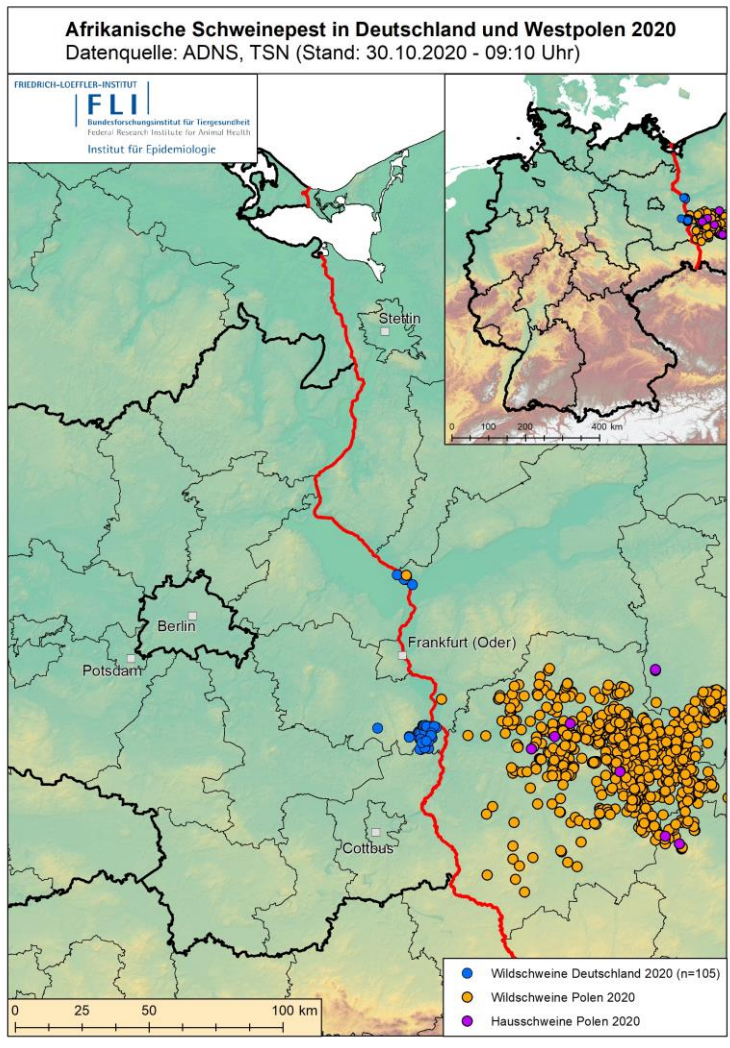 Afrikanische Schweinepest in Deutschland und Westpolen 2020
Datenquelle: ADNS, TSN (Stand: 30.10.2020 - 09:10 Uhr)
FRIEDRICH-LOEFFLER-INSTITUT
FLI
Bundesforschungsinstitut für Tiergesundheit
Federal Research Institute for Animal Health
Institut für Epidemiologie
Stettin
0 100 200 400 km
Berlin
Frankfurt (Oder)
Potsdam
Cottbus
Wildschweine Deutschland 2020 (n=105)
Wildschweine Polen 2020
Hausschweine Polen 2020
0 25 50 100 km